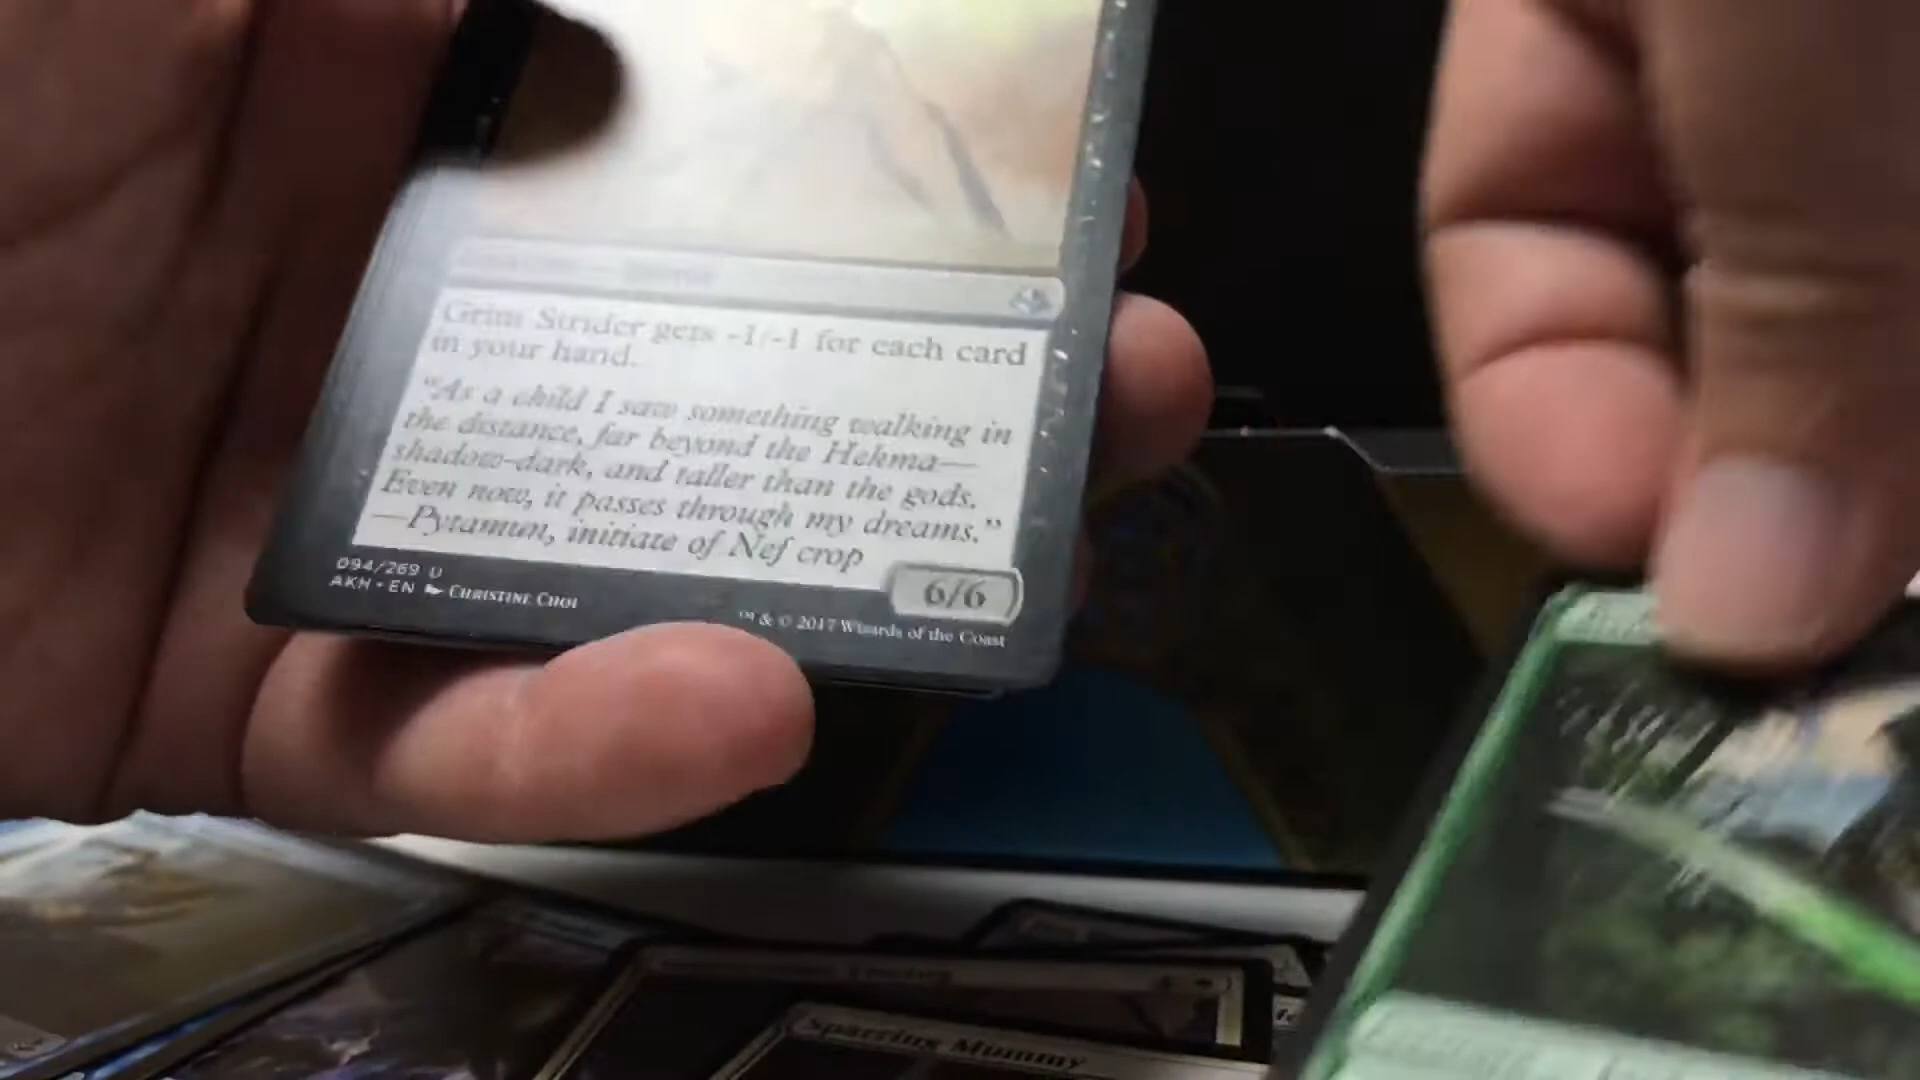 Grim Strider gets -1/-1 for each card
in your hand.
"As a child I saw something walking in
the distance, far beyond the Hekma—
shadow-dark, and taller than the gods.
Even now, it passes through my dreams."
—Pytamun, initiate of Nef crop
6/6
094/269 U
AKH • EN CHRISTINE CHOI
™ & © 2017 Wizards of the Coast
Sparring Mummy